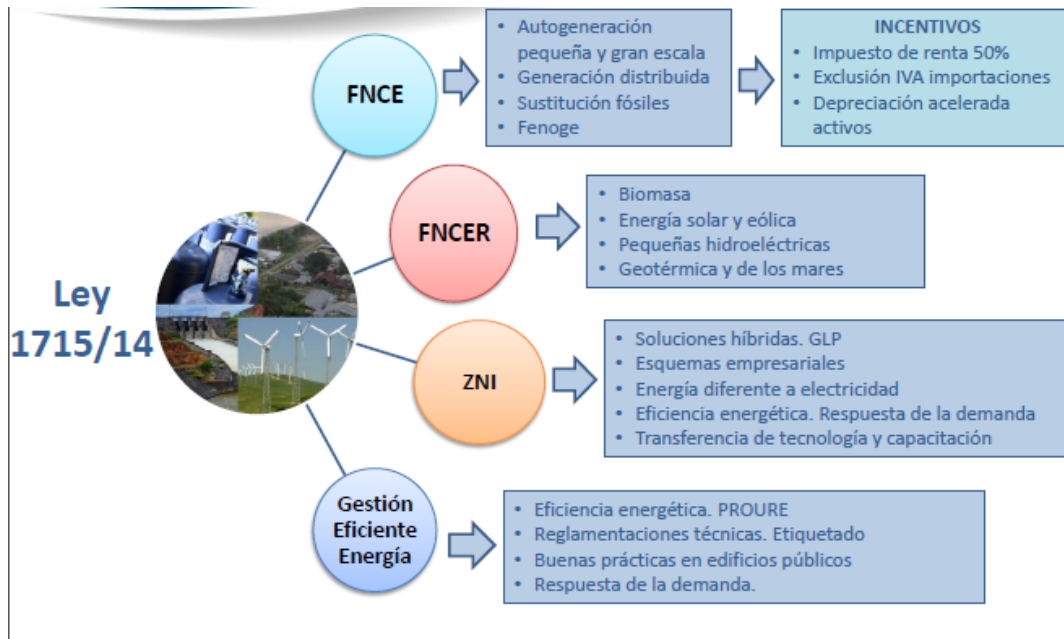 Ley
1715/14
FNCE
• Autogeneración
pequeña y gran escala
• Generación distribuida
• Sustitución fósiles
• Fenoge
INCENTIVOS
• Impuesto de renta 50%
• Exclusión IVA importaciones
• Depreciación acelerada
activos
FNCER
• Biomasa
• Energía solar y eólica
• Pequeñas hidroeléctricas
• Geotérmica y de los mares
ZNI
• Soluciones híbridas. GLP
• Esquemas empresariales
• Energía diferente a electricidad
• Eficiencia energética. Respuesta de la demanda
• Transferencia de tecnología y capacitación
Gestión
Eficiente
Energía
• Eficiencia energética. PROURE
• Reglamentaciones técnicas. Etiquetado
• Buenas prácticas en edificios públicos
• Respuesta de la demanda.